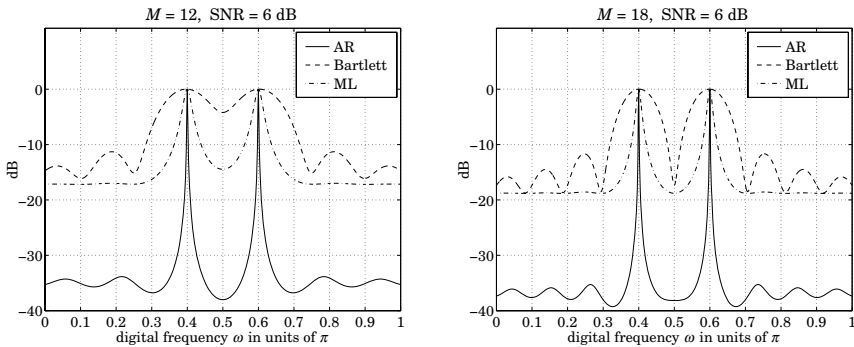 M = 12, SNR = 6 dB
AR
Bartlett
ML
0
−10
−20
−30
−40
dB
0 0.1 0.2 0.3 0.4 0.5 0.6 0.7 0.8 0.9 1
digital frequency ω in units of π
M = 18, SNR = 6 dB
AR
Bartlett
ML
0
−10
−20
−30
−40
dB
0 0.1 0.2 0.3 0.4 0.5 0.6 0.7 0.8 0.9 1
digital frequency ω in units of π